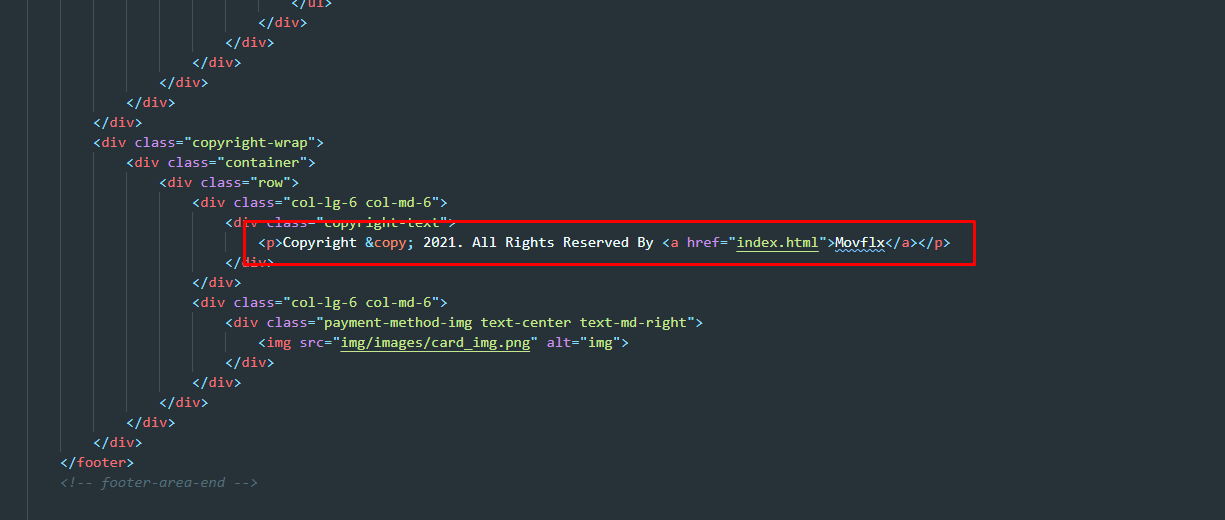 </ul>
</div>
</div>
</div>
</div>
</div>
</div>
<div class="copyright-wrap">
<div class="container">
<div class="row">
<div class="col-lg-6 col-md-6">
<div class="copyright-text">
<p>Copyright &copy; 2021. All Rights Reserved By <a href="index.html">Movflx</a></p>
</div>
</div>
<div class="col-lg-6 col-md-6">
<div class="payment-method-img text-center text-md-right">
<img src="img/images/card_img.png" alt="img">
</div>
</div>
</div>
</div>
</div>
</footer>
<!-- footer-area-end -->